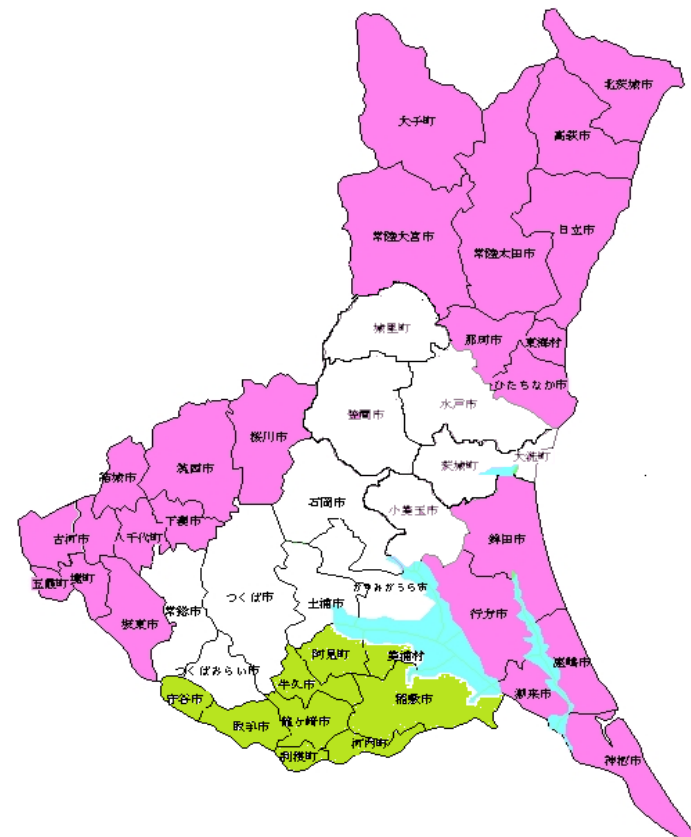 北茨城市
大子町
高萩市
日立市
常陸大宮市
常陸太田市
城里町
那珂市
東海村
ひたちなか市
水戸市
笠間市
桜川市
筑西市
茨城町
大洗町
結城市
石岡市
小美玉市
下妻市
古河市
八千代町
鉾田市
五霞町
境町
つくば市
かすみがうら市
土浦市
常総市
行方市
坂東市
阿見町
美浦村
鹿嶋市
つくばみらい市
牛久市
潮来市
守谷市
稲敷市
取手市
龍ヶ崎市
河内町
利根町
神栖市